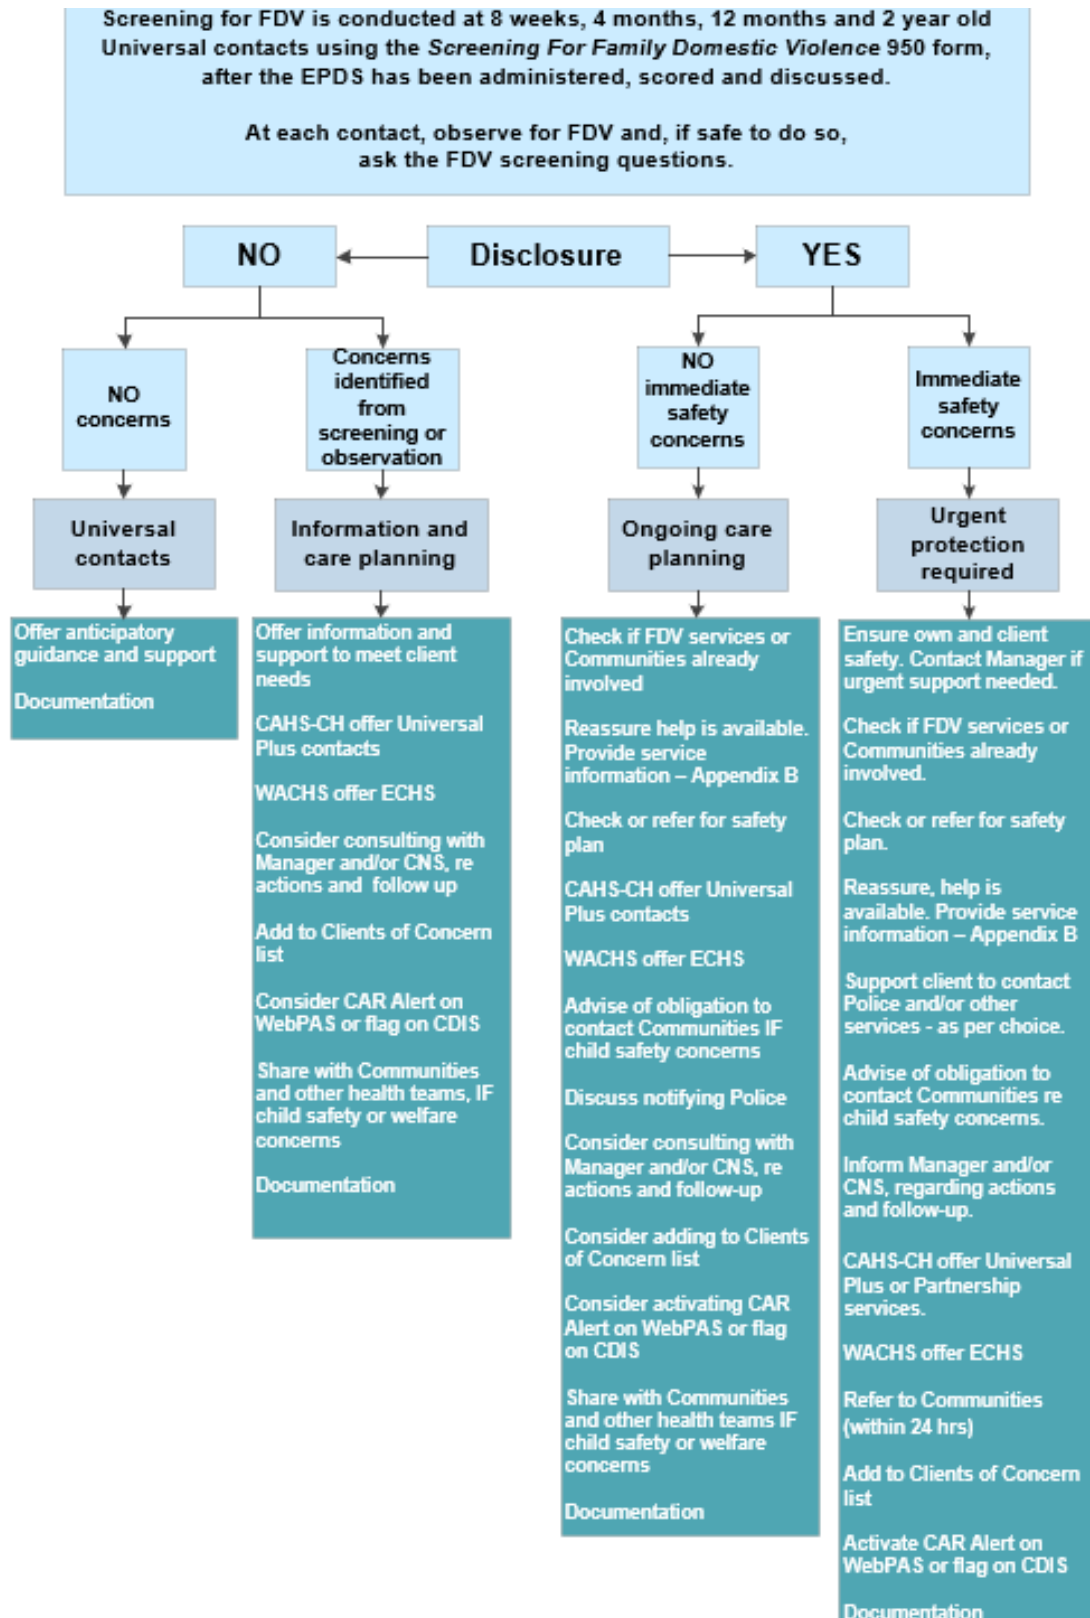 Screening for FDV is conducted at 8 weeks, 4 months, 12 months and 2 year old
Universal contacts using the Screening For Family Domestic Violence 950 form,
after the EPDS has been administered, scored and discussed.
At each contact, observe for FDV and, if safe to do so,
ask the FDV screening questions.
NO
Disclosure
YES
NO
concerns
Concerns
identified
from
screening or
observation
NO
immediate
safety
concerns
Immediate
safety
concerns
Universal
contacts
Information and
care planning
Ongoing care
planning
Urgent
protection
required
Offer anticipatory
guidance and support
Documentation
Offer information and
support to meet client
needs
CAHS-CH offer Universal
Plus contacts
WACHS offer ECHS
Consider consulting with
Manager and/or CNS, re
actions and follow up
Add to Clients of Concern
list
Consider CAR Alert on
WebPAS or flag on CDIS
Share with Communities
and other health teams, IF
child safety or welfare
concerns
Documentation
Check if FDV services or
Communities already
involved
Reassure help is available.
Provide service
information – Appendix B
Check or refer for safety
plan
CAHS-CH offer Universal
Plus contacts
WACHS offer ECHS
Advise of obligation to
contact Communities IF
child safety concerns
Discuss notifying Police
Consider consulting with
Manager and/or CNS, re
actions and follow-up
Consider adding to Clients
of Concern list
Consider activating CAR
Alert on WebPAS or flag
on CDIS
Share with Communities
and other health teams IF
child safety or welfare
concerns
Documentation
Ensure own and client
safety. Contact Manager if
urgent support needed.
Check if FDV services or
Communities already
involved.
Check or refer for safety
plan.
Reassure, help is
available. Provide service
information – Appendix B
Support client to contact
Police and/or other
services - as per choice.
Advise of obligation to
contact Communities re
child safety concerns.
Inform Manager and/or
CNS, regarding actions
and follow-up.
CAHS-CH offer Universal
Plus or Partnership
services.
WACHS offer ECHS
Refer to Communities
(within 24 hrs)
Add to Clients of Concern
list
Activate CAR Alert on
WebPAS or flag on CDIS
Documentation